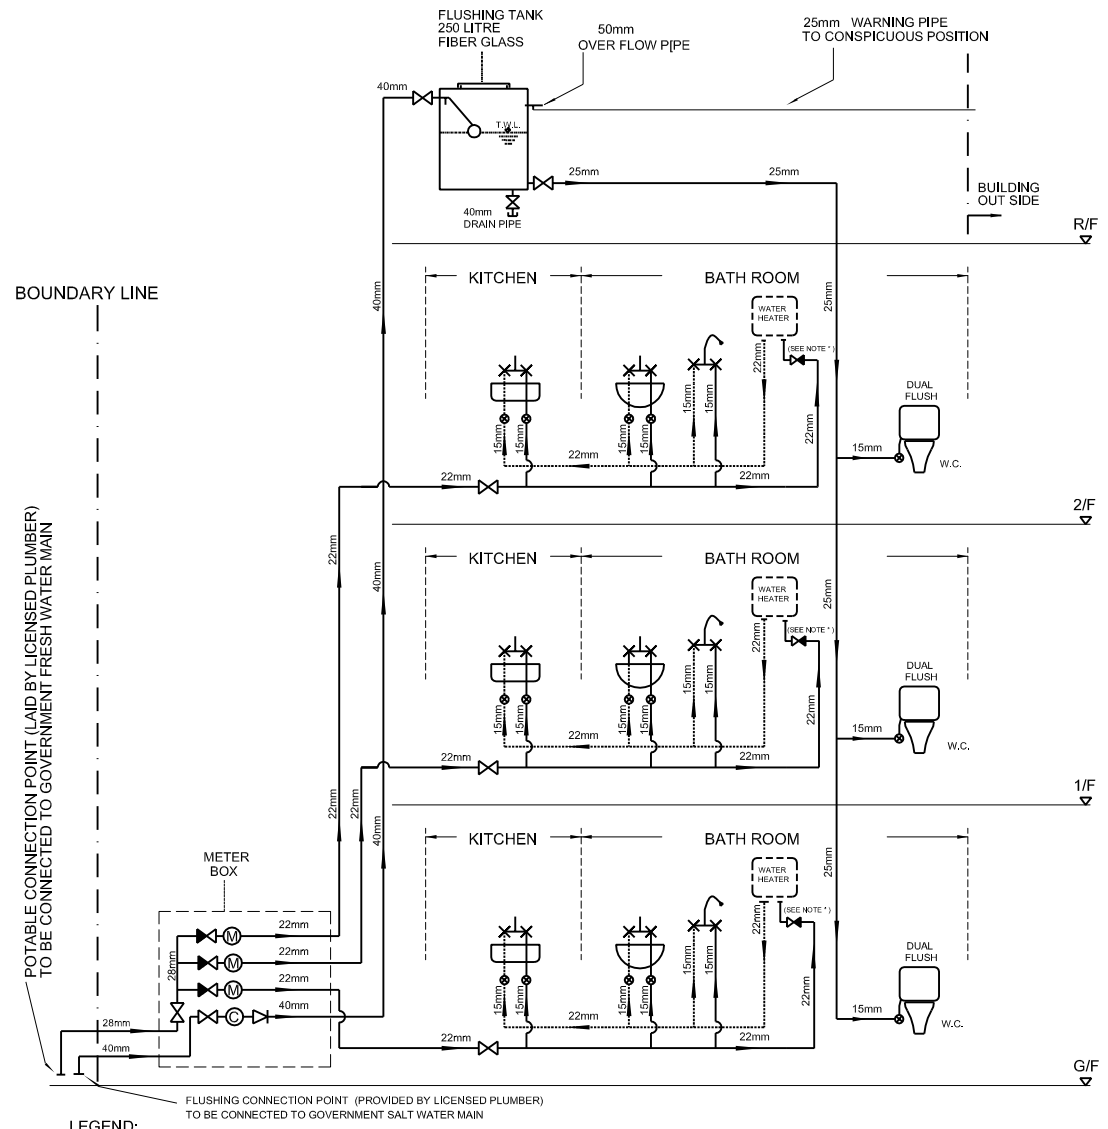 FLUSHING TANK
250 LITRE
FIBER GLASS
50mm
OVER FLOW PIPE
25mm WARNING PIPE
TO CONSPICUOUS POSITION
40mm
T.W.L.
25mm
25mm
40mm
DRAIN PIPE
BUILDING
OUT SIDE
R/F
BOUNDARY LINE
KITCHEN
BATH ROOM
40mm
25mm
WATER
HEATER
(SEE NOTE *)
22mm
DUAL
FLUSH
15mm
15mm
15mm
15mm
15mm
15mm
22mm
22mm
15mm
W.C.
22mm
22mm
2/F
KITCHEN
BATH ROOM
22mm
40mm
25mm
WATER
HEATER
(SEE NOTE *)
22mm
DUAL
FLUSH
15mm
15mm
15mm
15mm
15mm
15mm
22mm
22mm
15mm
W.C.
22mm
22mm
1/F
22mm
22mm
40mm
KITCHEN
BATH ROOM
25mm
WATER
HEATER
(SEE NOTE *)
22mm
DUAL
FLUSH
15mm
15mm
15mm
15mm
15mm
15mm
22mm
22mm
15mm
W.C.
22mm
22mm
G/F
METER
BOX
M
22mm
M
22mm
28mm
M
22mm
C
40mm
28mm
40mm
POTABLE CONNECTION POINT (LAID BY LICENSED PLUMBER)
TO BE CONNECTED TO GOVERNMENT FRESH WATER MAIN
FLUSHING CONNECTION POINT (PROVIDED BY LICENSED PLUMBER)
TO BE CONNECTED TO GOVERNMENT SALT WATER MAIN
LEGEND: